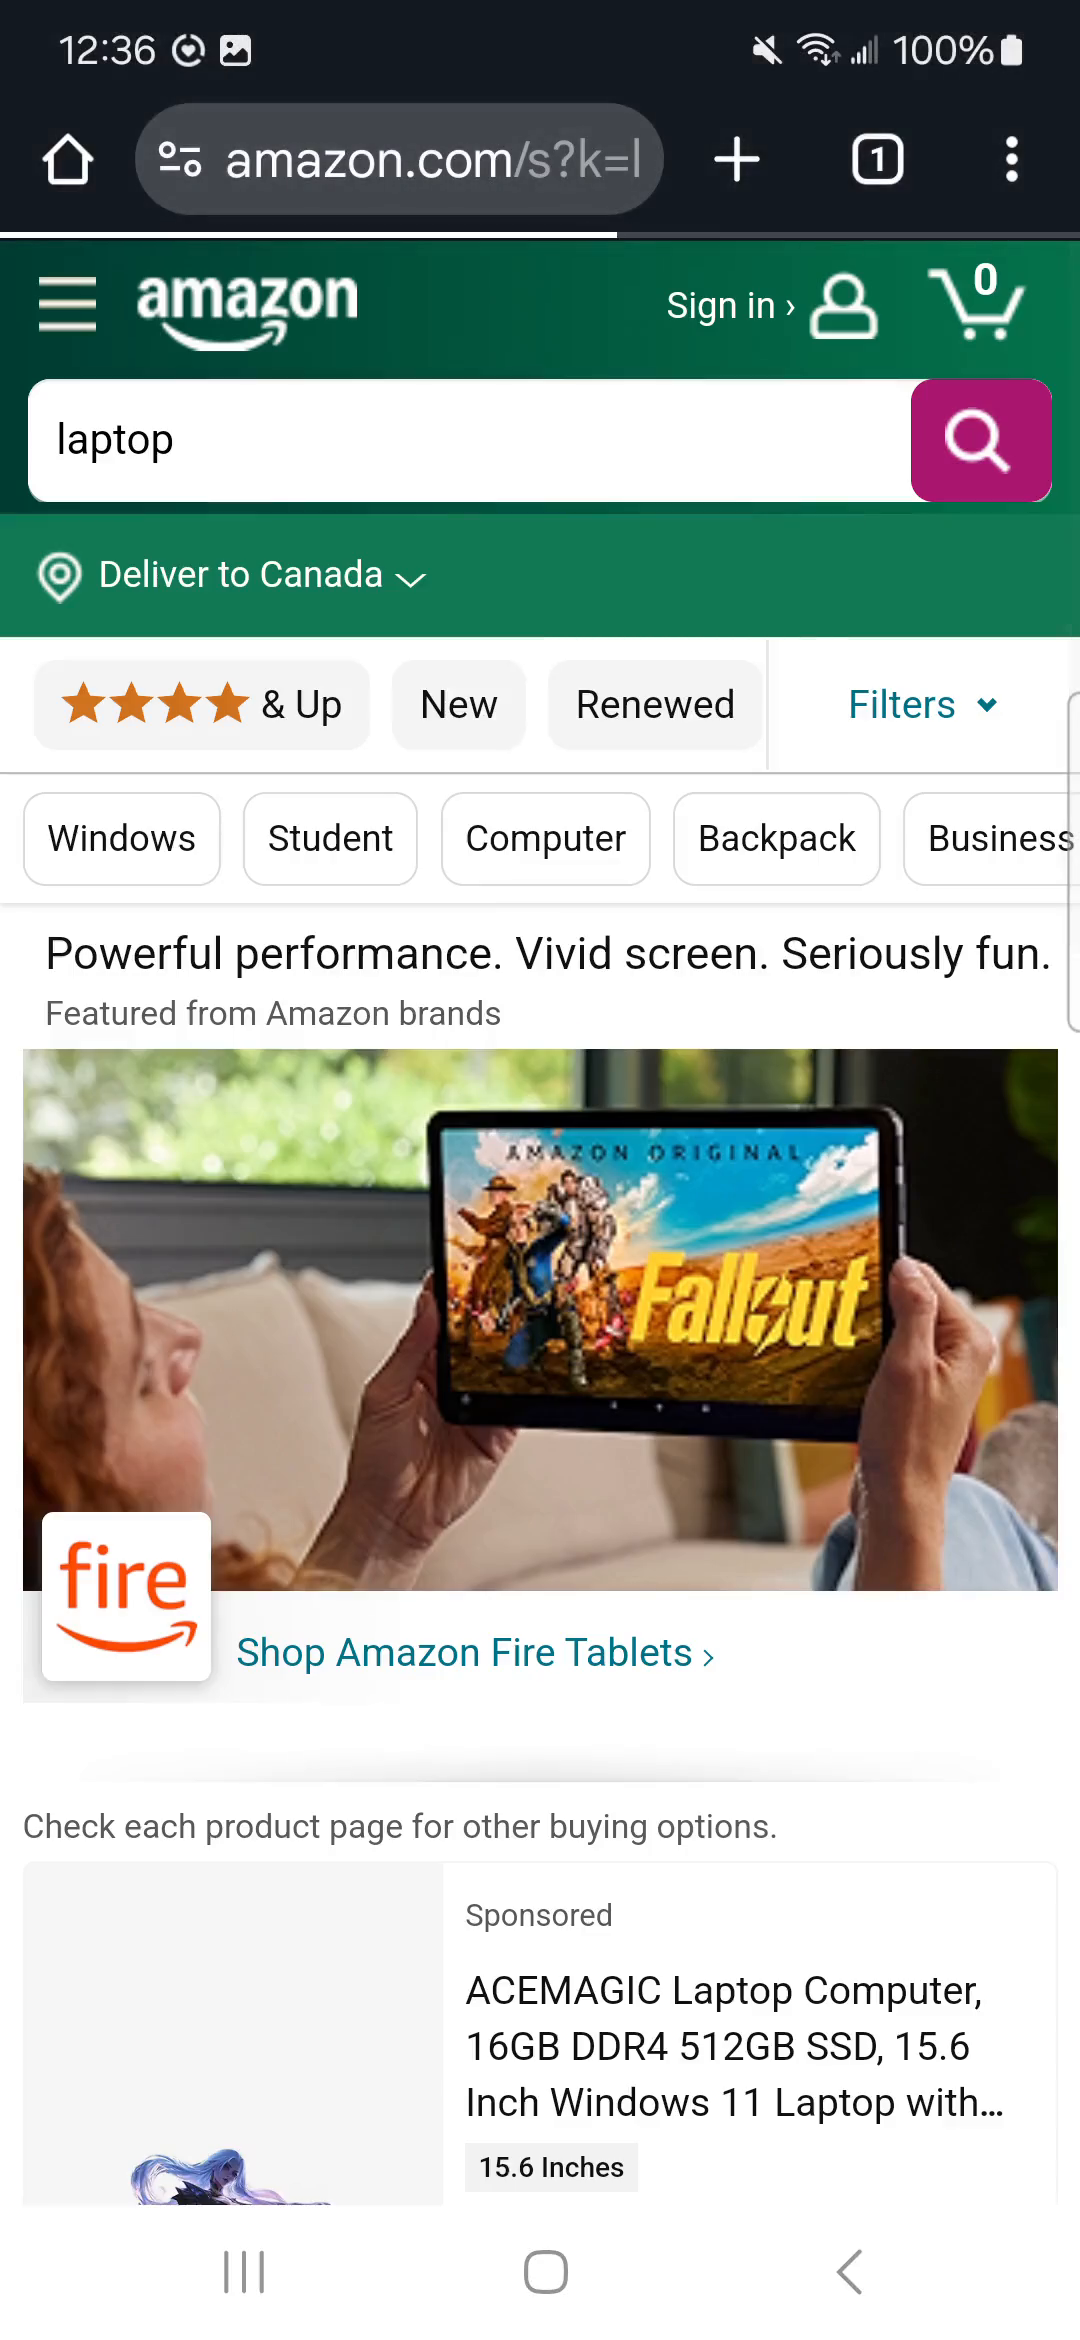 12:36
100%
amazon.com/s?k=l
1
amazon
Sign in ›
0
laptop
Deliver to Canada
& Up
New
Renewed
Filters
Windows
Student
Computer
Backpack
Business
Powerful performance. Vivid screen. Seriously fun.
Featured from Amazon brands
AMAZON ORIGINAL
Fallout
fire
Shop Amazon Fire Tablets ›
Check each product page for other buying options.
Sponsored
ACEMAGIC Laptop Computer,
16GB DDR4 512GB SSD, 15.6
Inch Windows 11 Laptop with...
15.6 Inches